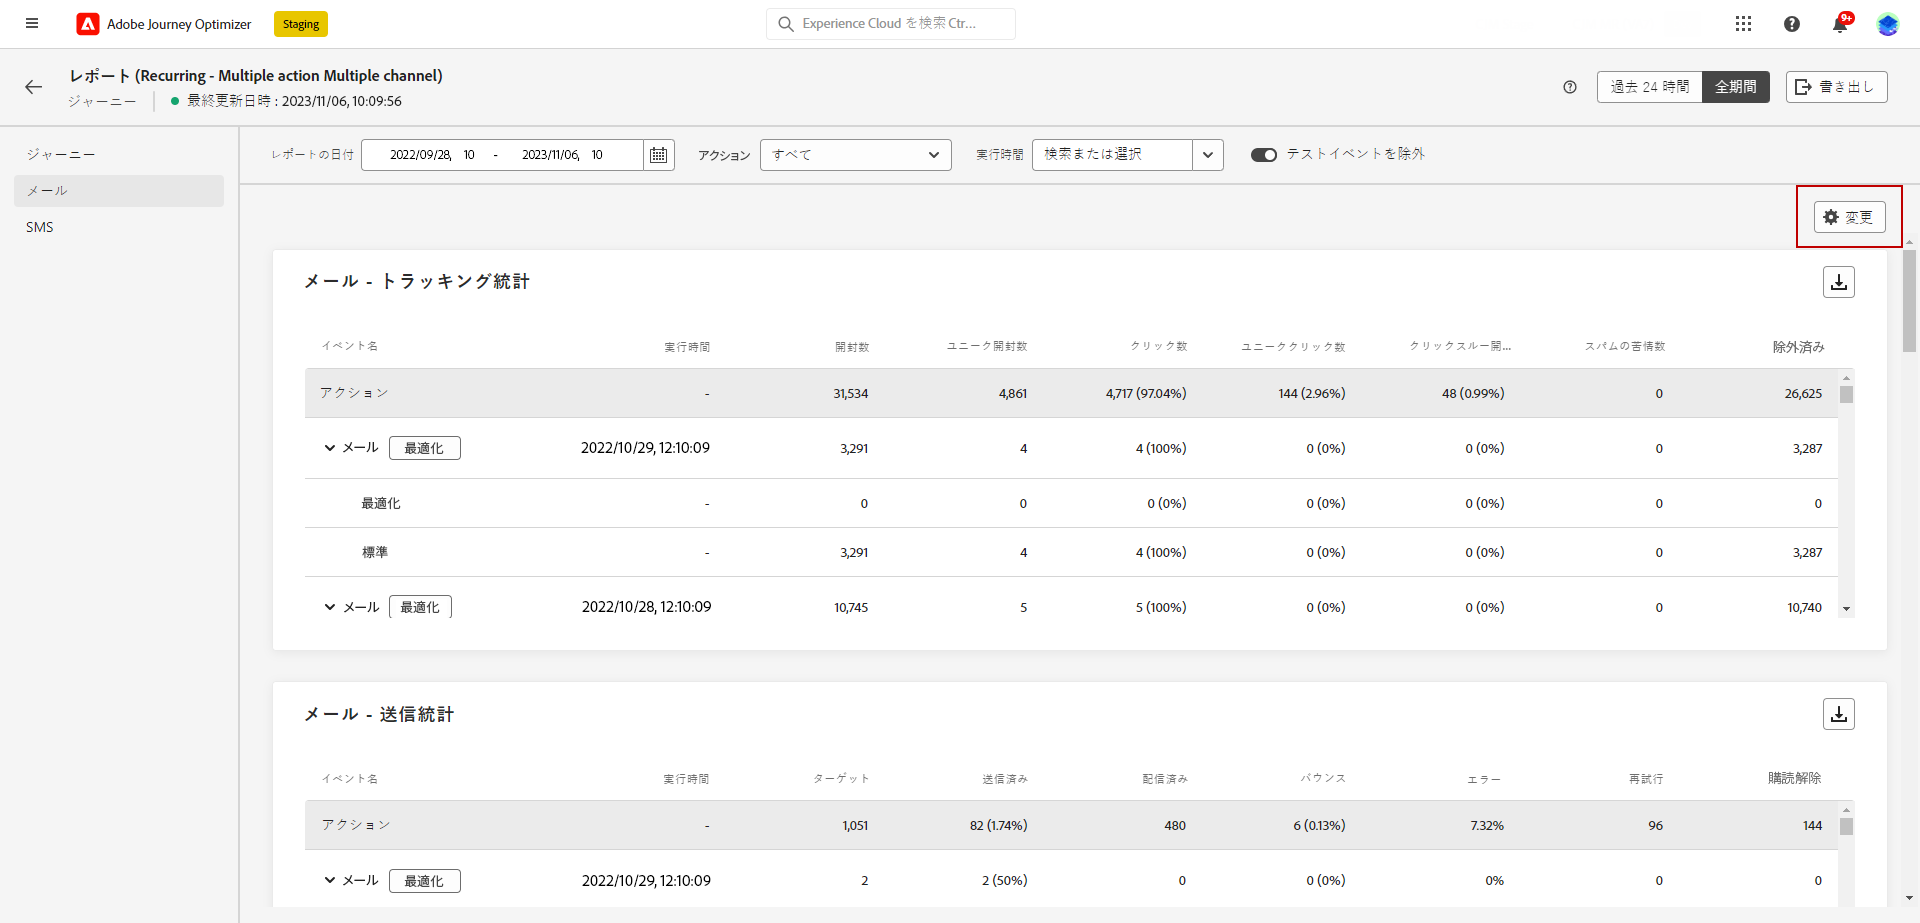 Adobe Journey Optimizer Staging Experience Cloud を検索 Ctr... 9+
レポート (Recurring - Multiple action Multiple channel)
ジャーニー 最終更新日時 : 2023/11/06, 10:09:56
過去 24 時間 全期間 書き出し
ジャーニー
メール
SMS
レポートの日付 2022/09/28, 10 - 2023/11/06, 10 アクション すべて 実行時間 検索または選択 テストイベントを除外
変更
メール - トラッキング統計
イベント名 実行時間 開封数 ユニーク開封数 クリック数 ユニーククリック数 クリックスルー開... スパムの苦情数 除外済み
アクション - 31,534 4,861 4,717 (97.04%) 144 (2.96%) 48 (0.99%) 0 26,625
メール 最適化 2022/10/29, 12:10:09 3,291 4 4 (100%) 0 (0%) 0 (0%) 0 3,287
最適化 - 0 0 0 (0%) 0 (0%) 0 (0%) 0 0
標準 - 3,291 4 4 (100%) 0 (0%) 0 (0%) 0 3,287
メール 最適化 2022/10/28, 12:10:09 10,745 5 5 (100%) 0 (0%) 0 (0%) 0 10,740
メール - 送信統計
イベント名 実行時間 ターゲット 送信済み 配信済み バウンス エラー 再試行 購読解除
アクション - 1,051 82 (1.74%) 480 6 (0.13%) 7.32% 96 144
メール 最適化 2022/10/29, 12:10:09 2 2 (50%) 0 0 (0%) 0% 0 0